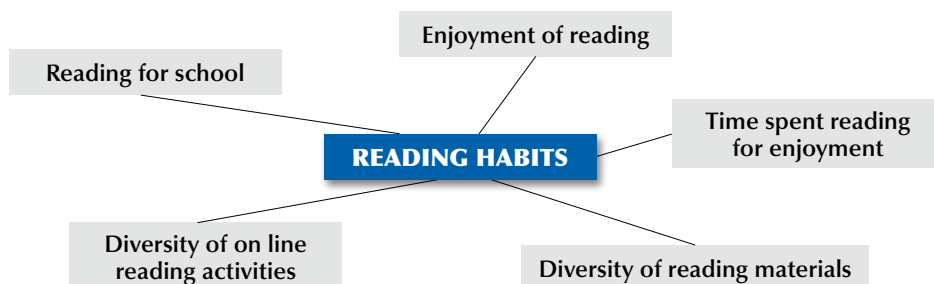 Enjoyment of reading
Reading for school
Time spent reading
for enjoyment
READING HABITS
Diversity of on line
reading activities
Diversity of reading materials